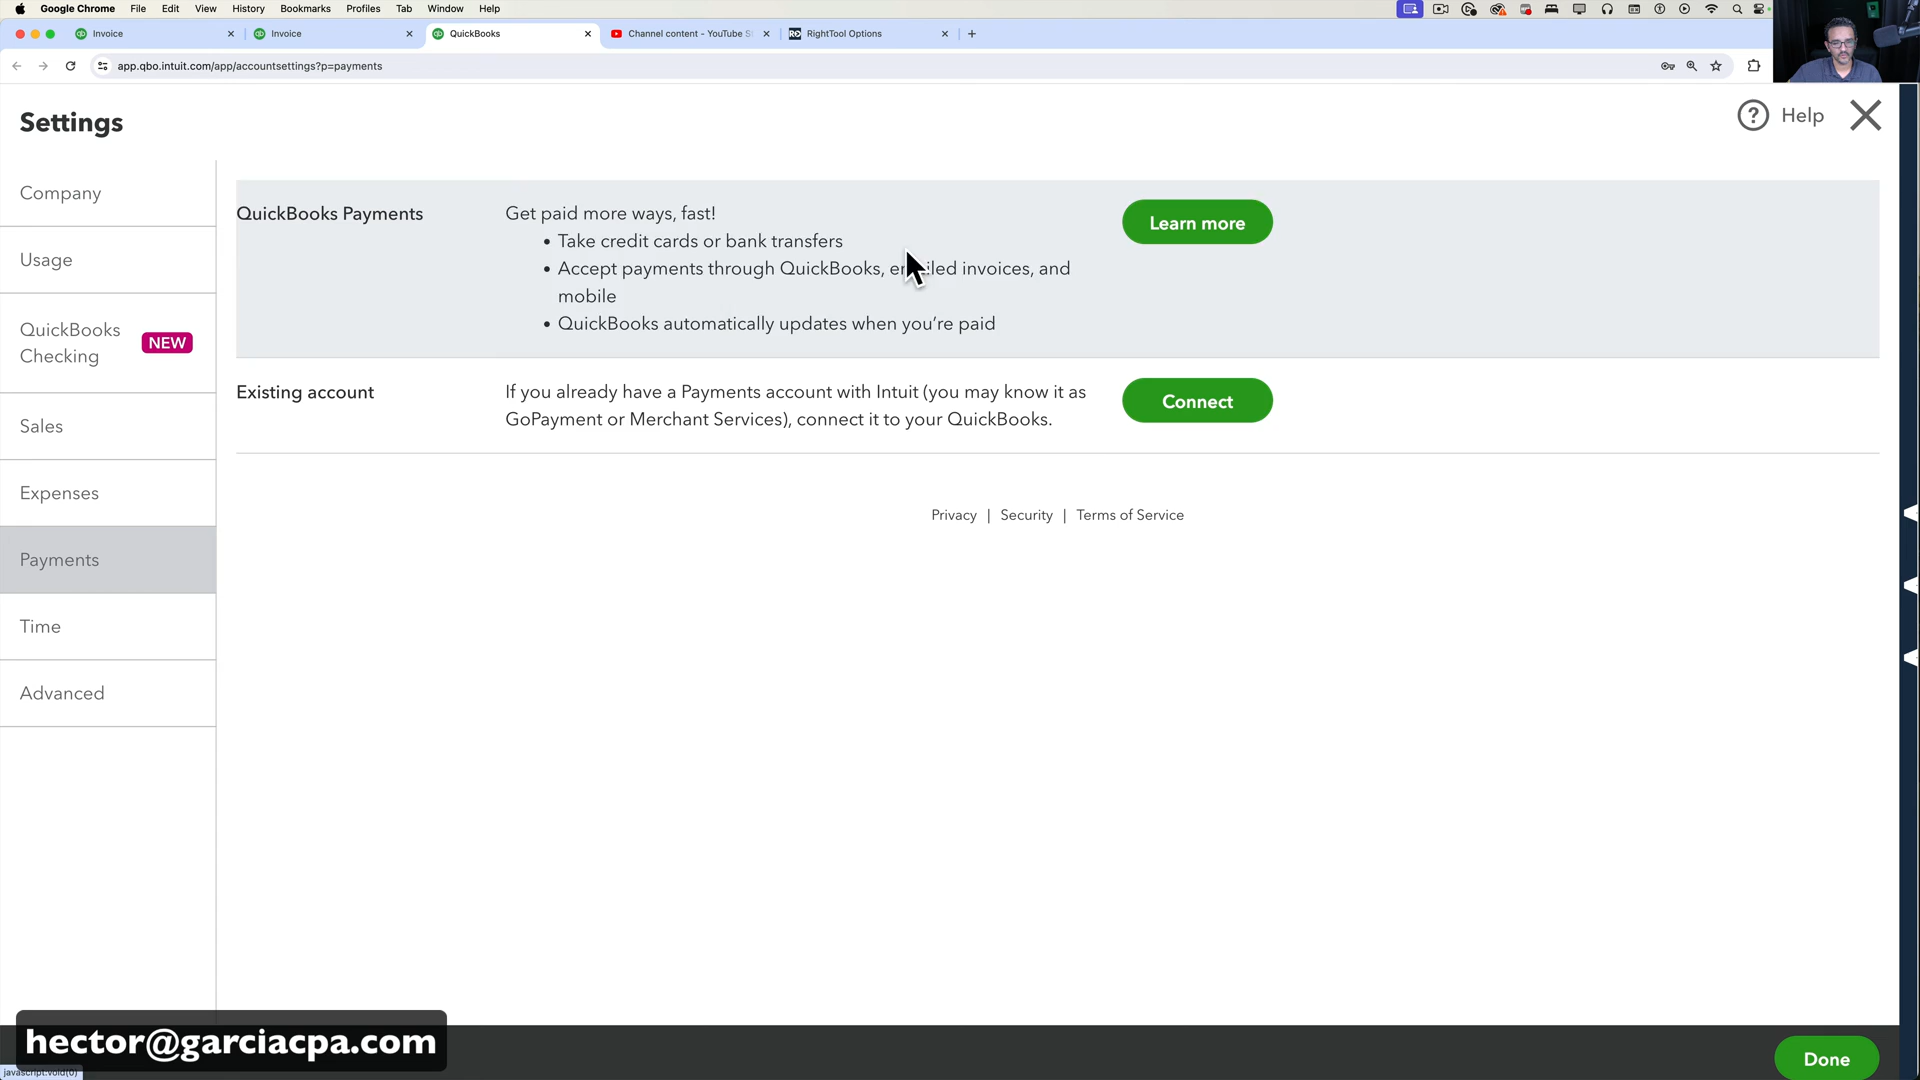 Google Chrome File Edit View History Bookmarks Profiles Tab Window Help
Invoice
Invoice
QuickBooks
Channel content - YouTube S
RightTool Options
app.qbo.intuit.com/app/accountsettings?p=payments
Settings
Help
Company
Usage
QuickBooks
Checking
NEW
Sales
Expenses
Payments
Time
Advanced
QuickBooks Payments
Get paid more ways, fast!
• Take credit cards or bank transfers
• Accept payments through QuickBooks, invoices, and
mobile
• QuickBooks automatically updates when you’re paid
Learn more
Existing account
If you already have a Payments account with Intuit (you may know it as
GoPayment or Merchant Services), connect it to your QuickBooks.
Connect
Privacy | Security | Terms of Service
hector@garciacpa.com
javascript:void(0)
Done